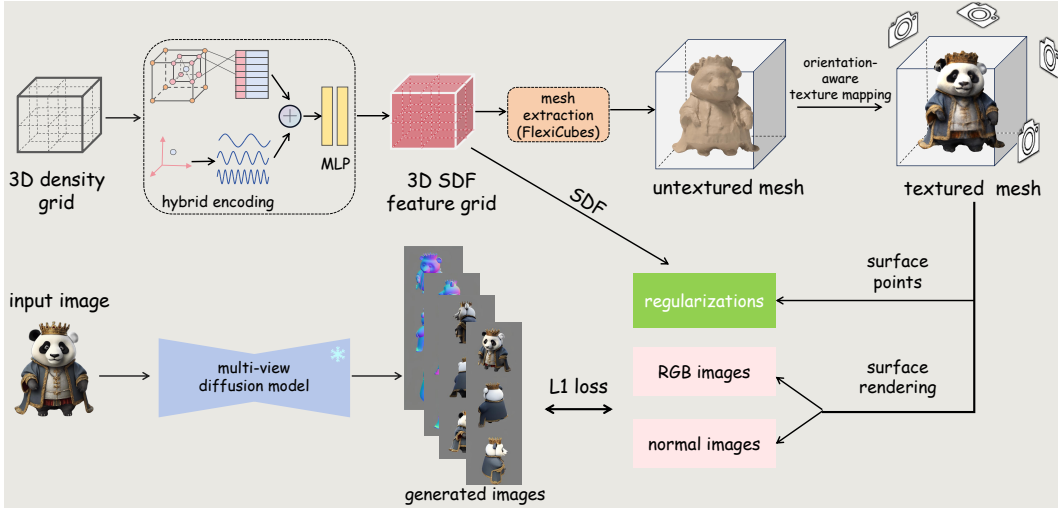 3D density
grid
hybrid encoding
MLP
3D SDF
feature grid
mesh
extraction
(FlexiCubes)
untextured mesh
orientation-
aware
texture mapping
textured mesh
SDF
input image
multi-view
diffusion model
generated images
L1 loss
regularizations
RGB images
normal images
surface
points
surface
rendering